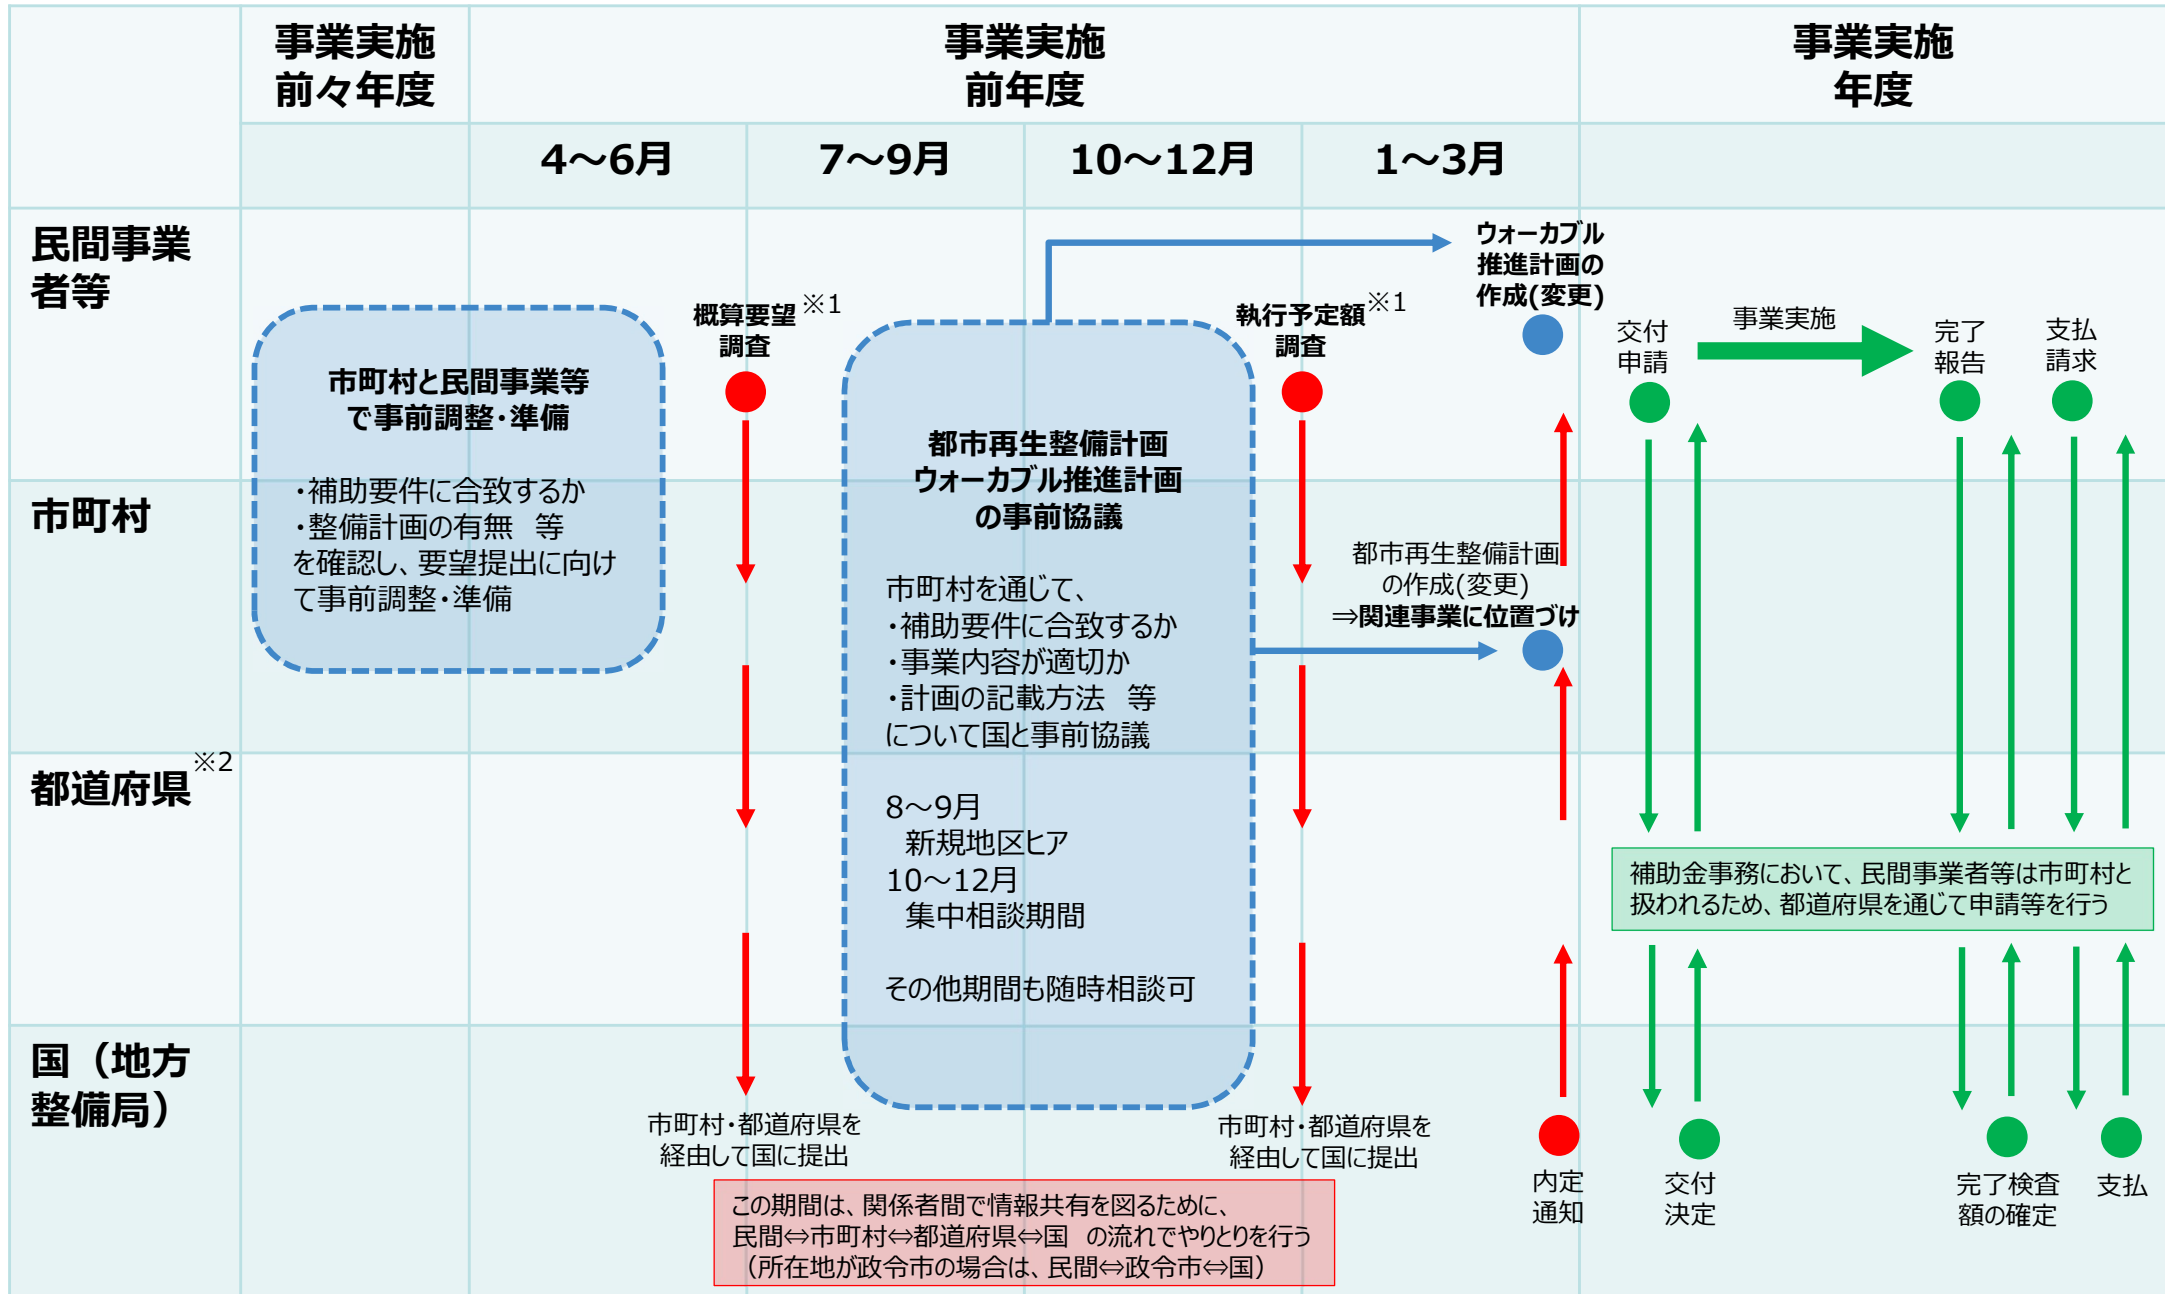 事業実施
前々年度
事業実施
前年度
事業実施
年度
4～6月
7～9月
10～12月
1～3月
民間事業
者等
市町村と民間事業等
で事前調整・準備
・補助要件に合致するか
・整備計画の有無　等
を確認し、要望提出に向け
て事前調整・準備
概算要望※1
調査
都市再生整備計画
ウォーカブル推進計画
の事前協議
市町村を通じて、
・補助要件に合致するか
・事業内容が適切か
・計画の記載方法　等
について国と事前協議
8～9月
新規地区ヒア
10～12月
集中相談期間
その他期間も随時相談可
執行予定額※1
調査
ウォーカブル
推進計画の
作成(変更)
交付
申請
事業実施
完了
報告
支払
請求
市町村
都市再生整備計画
の作成(変更)
⇒関連事業に位置づけ
都道府県※2
補助金事務において、民間事業者等は市町村と
扱われるため、都道府県を通じて申請等を行う
国（地方
整備局）
市町村・都道府県を
経由して国に提出
市町村・都道府県を
経由して国に提出
内定
通知
交付
決定
完了検査
額の確定
支払
この期間は、関係者間で情報共有を図るために、
民間⇔市町村⇔都道府県⇔国　の流れでやりとりを行う
（所在地が政令市の場合は、民間⇔政令市⇔国）